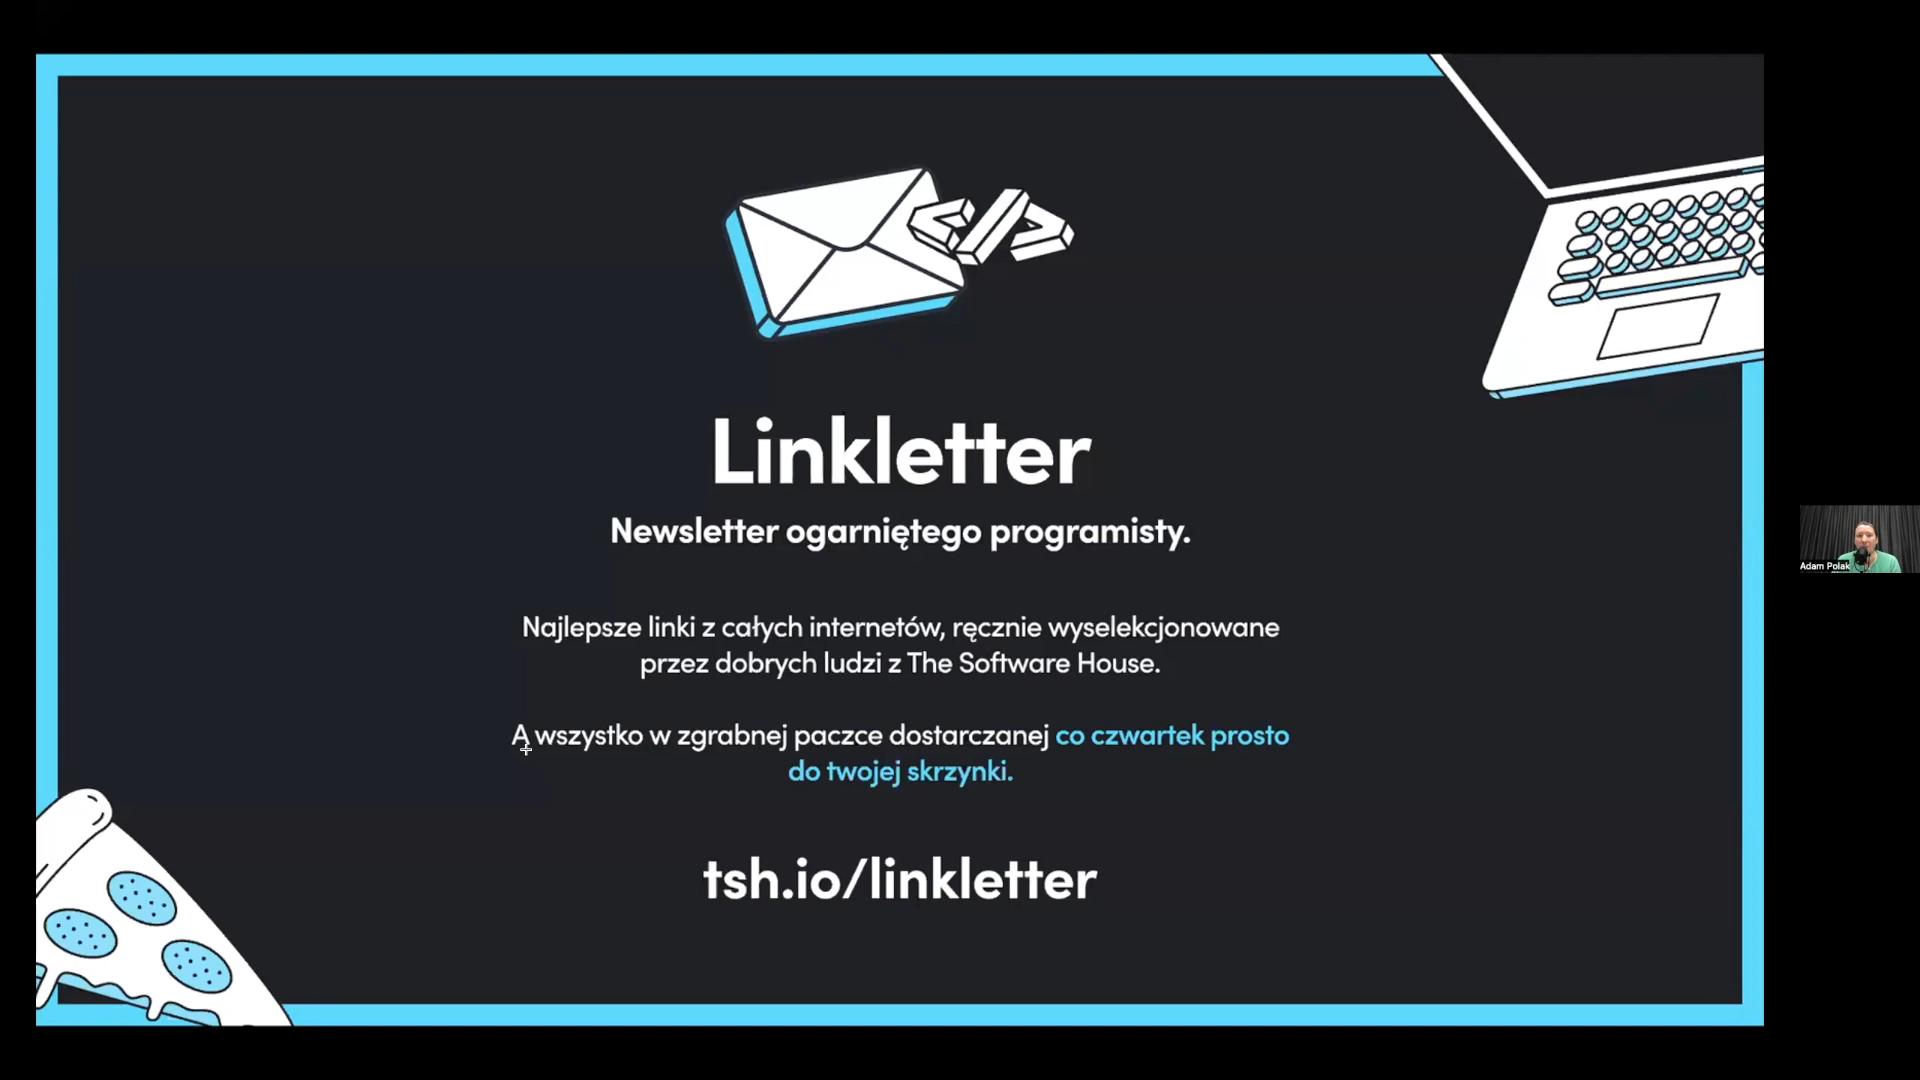 Linkletter
Newsletter ogarniętego programisty.
Najlepsze linki z całych internetów, ręcznie wyselekcjonowane
przez dobrych ludzi z The Software House.
A wszystko w zgrabnej paczce dostarczanej co czwartek prosto
do twojej skrzynki.
tsh.io/linkletter
Adam Polak